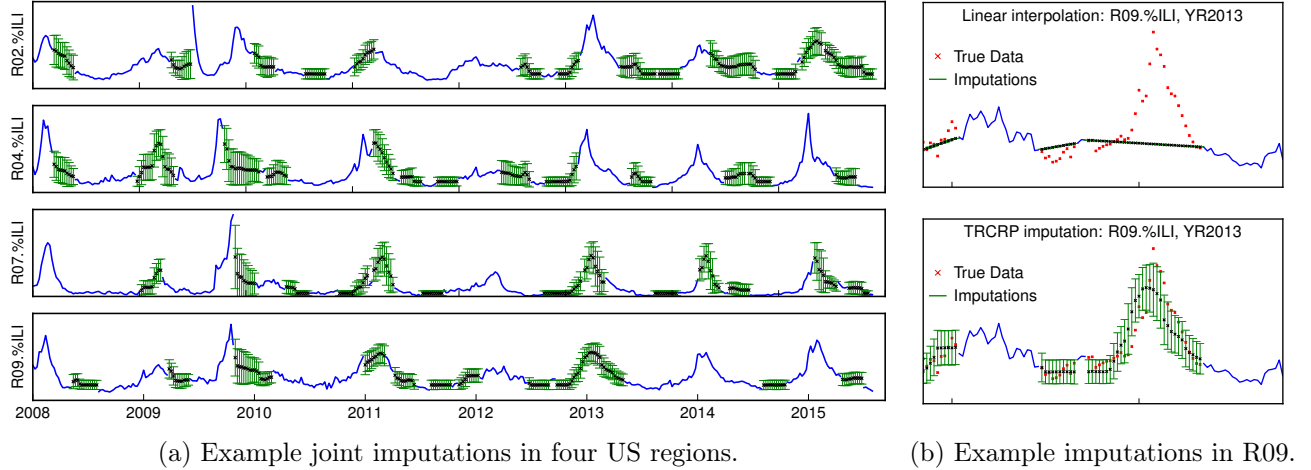 R02.%ILI
R04.%ILI
R07.%ILI
R09.%ILI
2008 2009 2010 2011 2012 2013 2014 2015
(a) Example joint imputations in four US regions.
Linear interpolation: R09.%ILI, YR2013
True Data
Imputations
TRCRP imputation: R09.%ILI, YR2013
True Data
Imputations
(b) Example imputations in R09.